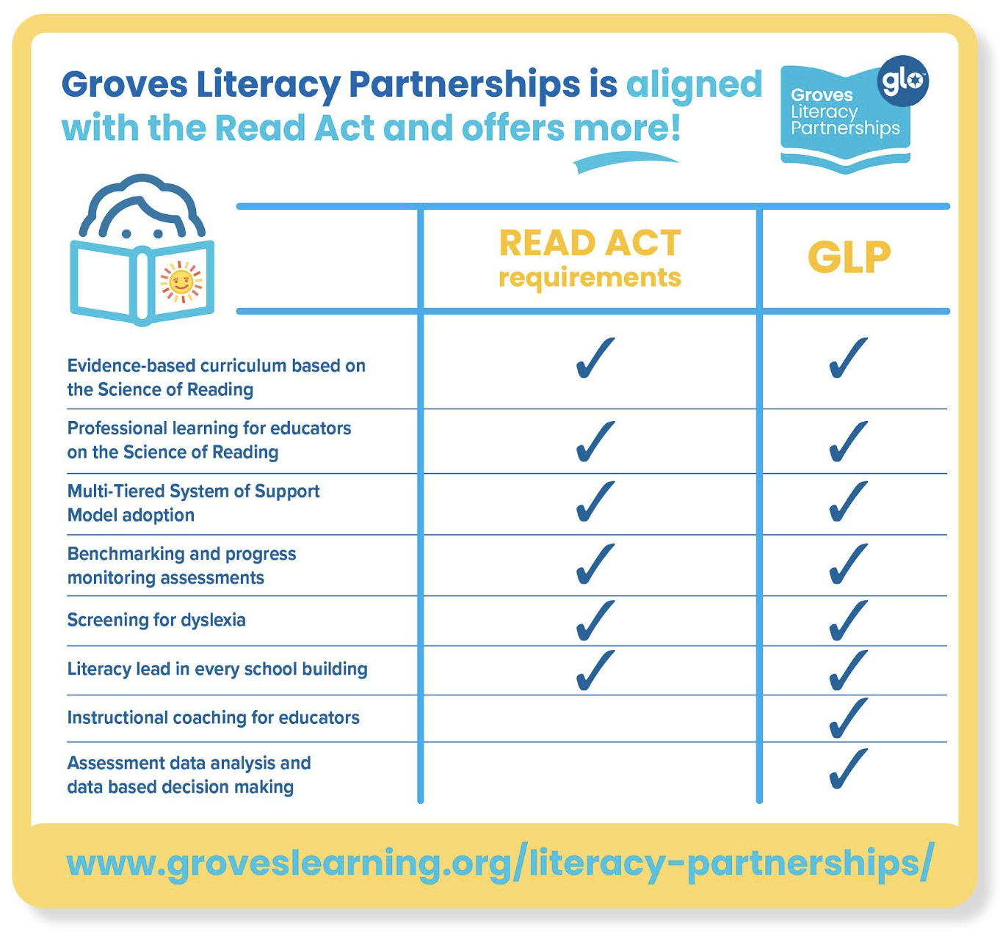 Groves Literacy Partnerships is aligned
with the Read Act and offers more!
glo
Groves
Literacy
Partnerships
READ ACT
requirements
GLP
Evidence-based curriculum based on
the Science of Reading
✓ ✓
Professional learning for educators
on the Science of Reading
✓ ✓
Multi-Tiered System of Support
Model adoption
✓ ✓
Benchmarking and progress
monitoring assessments
✓ ✓
Screening for dyslexia
✓ ✓
Literacy lead in every school building
✓ ✓
Instructional coaching for educators
✓
Assessment data analysis and
data based decision making
✓
www.groveslearning.org/literacy-partnerships/